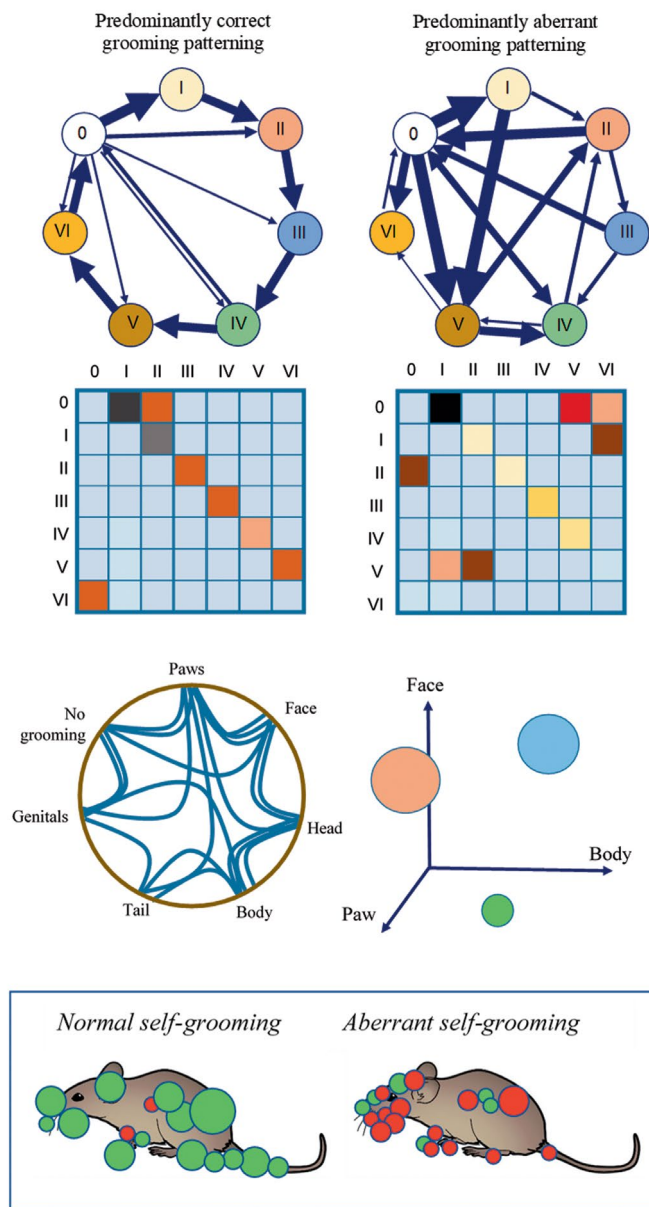 Predominantly correct
grooming patterning
Predominantly aberrant
grooming patterning
I
0
II
VI
III
V
IV
I
0
II
VI
III
V
IV
0 I II III IV V VI
0
I
II
III
IV
V
VI
0 I II III IV V VI
0
I
II
III
IV
V
VI
Paws
Face
No
grooming
Genitals
Head
Tail
Body
Face
Body
Paw
Normal self-grooming
Aberrant self-grooming